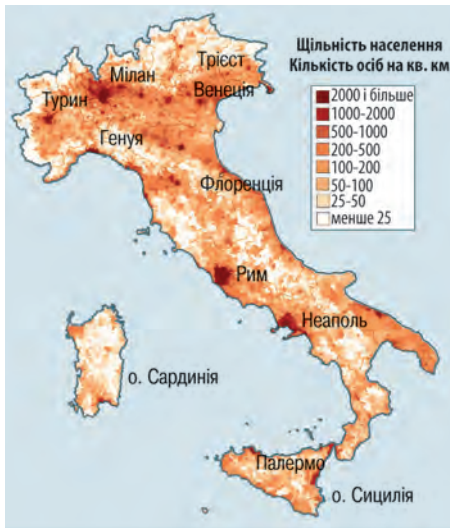 Щільність населення
Кількість осіб на кв. км
2000 і більше
1000-2000
500-1000
200-500
100-200
50-100
25-50
менше 25
Трієст
Мілан
Венеція
Турин
Генуя
Флоренція
Рим
Неаполь
о. Сардинія
Палермо
о. Сицилія